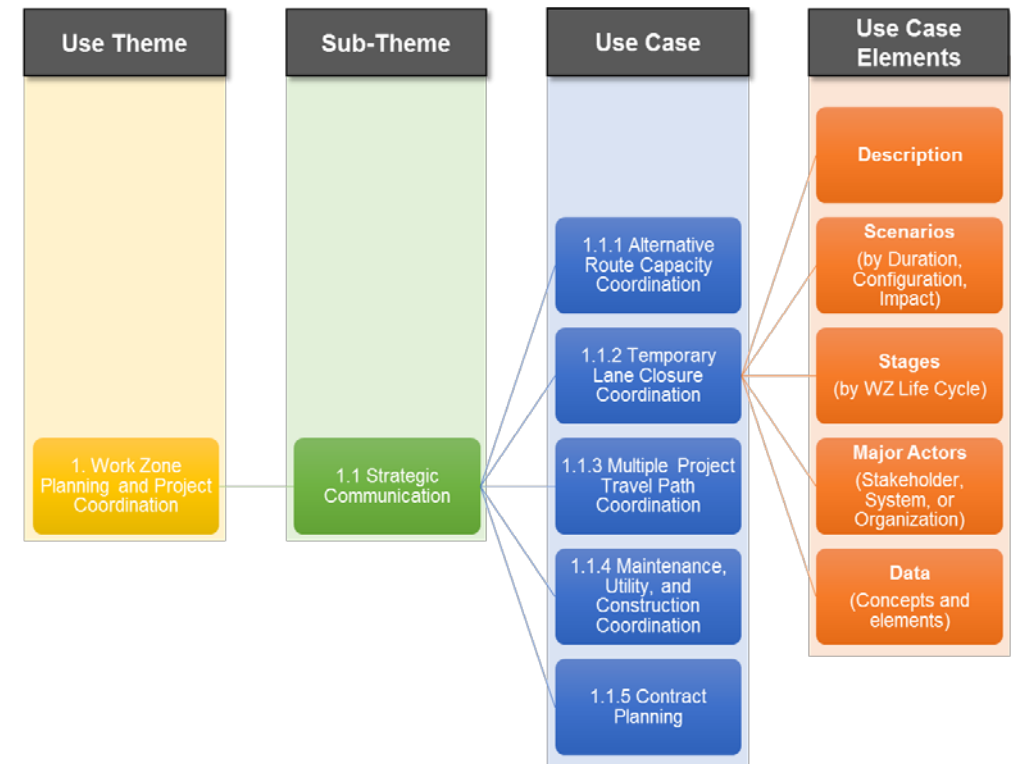 Use Theme
Sub-Theme
Use Case
Use Case
Elements
1. Work Zone
Planning and Project
Coordination
1.1 Strategic
Communication
1.1.1 Alternative
Route Capacity
Coordination
1.1.2 Temporary
Lane Closure
Coordination
1.1.3 Multiple Project
Travel Path
Coordination
1.1.4 Maintenance,
Utility, and
Construction
Coordination
1.1.5 Contract
Planning
Description
Scenarios
(by Duration,
Configuration,
Impact)
Stages
(by WZ Life Cycle)
Major Actors
(Stakeholder,
System, or
Organization)
Data
(Concepts and
elements)